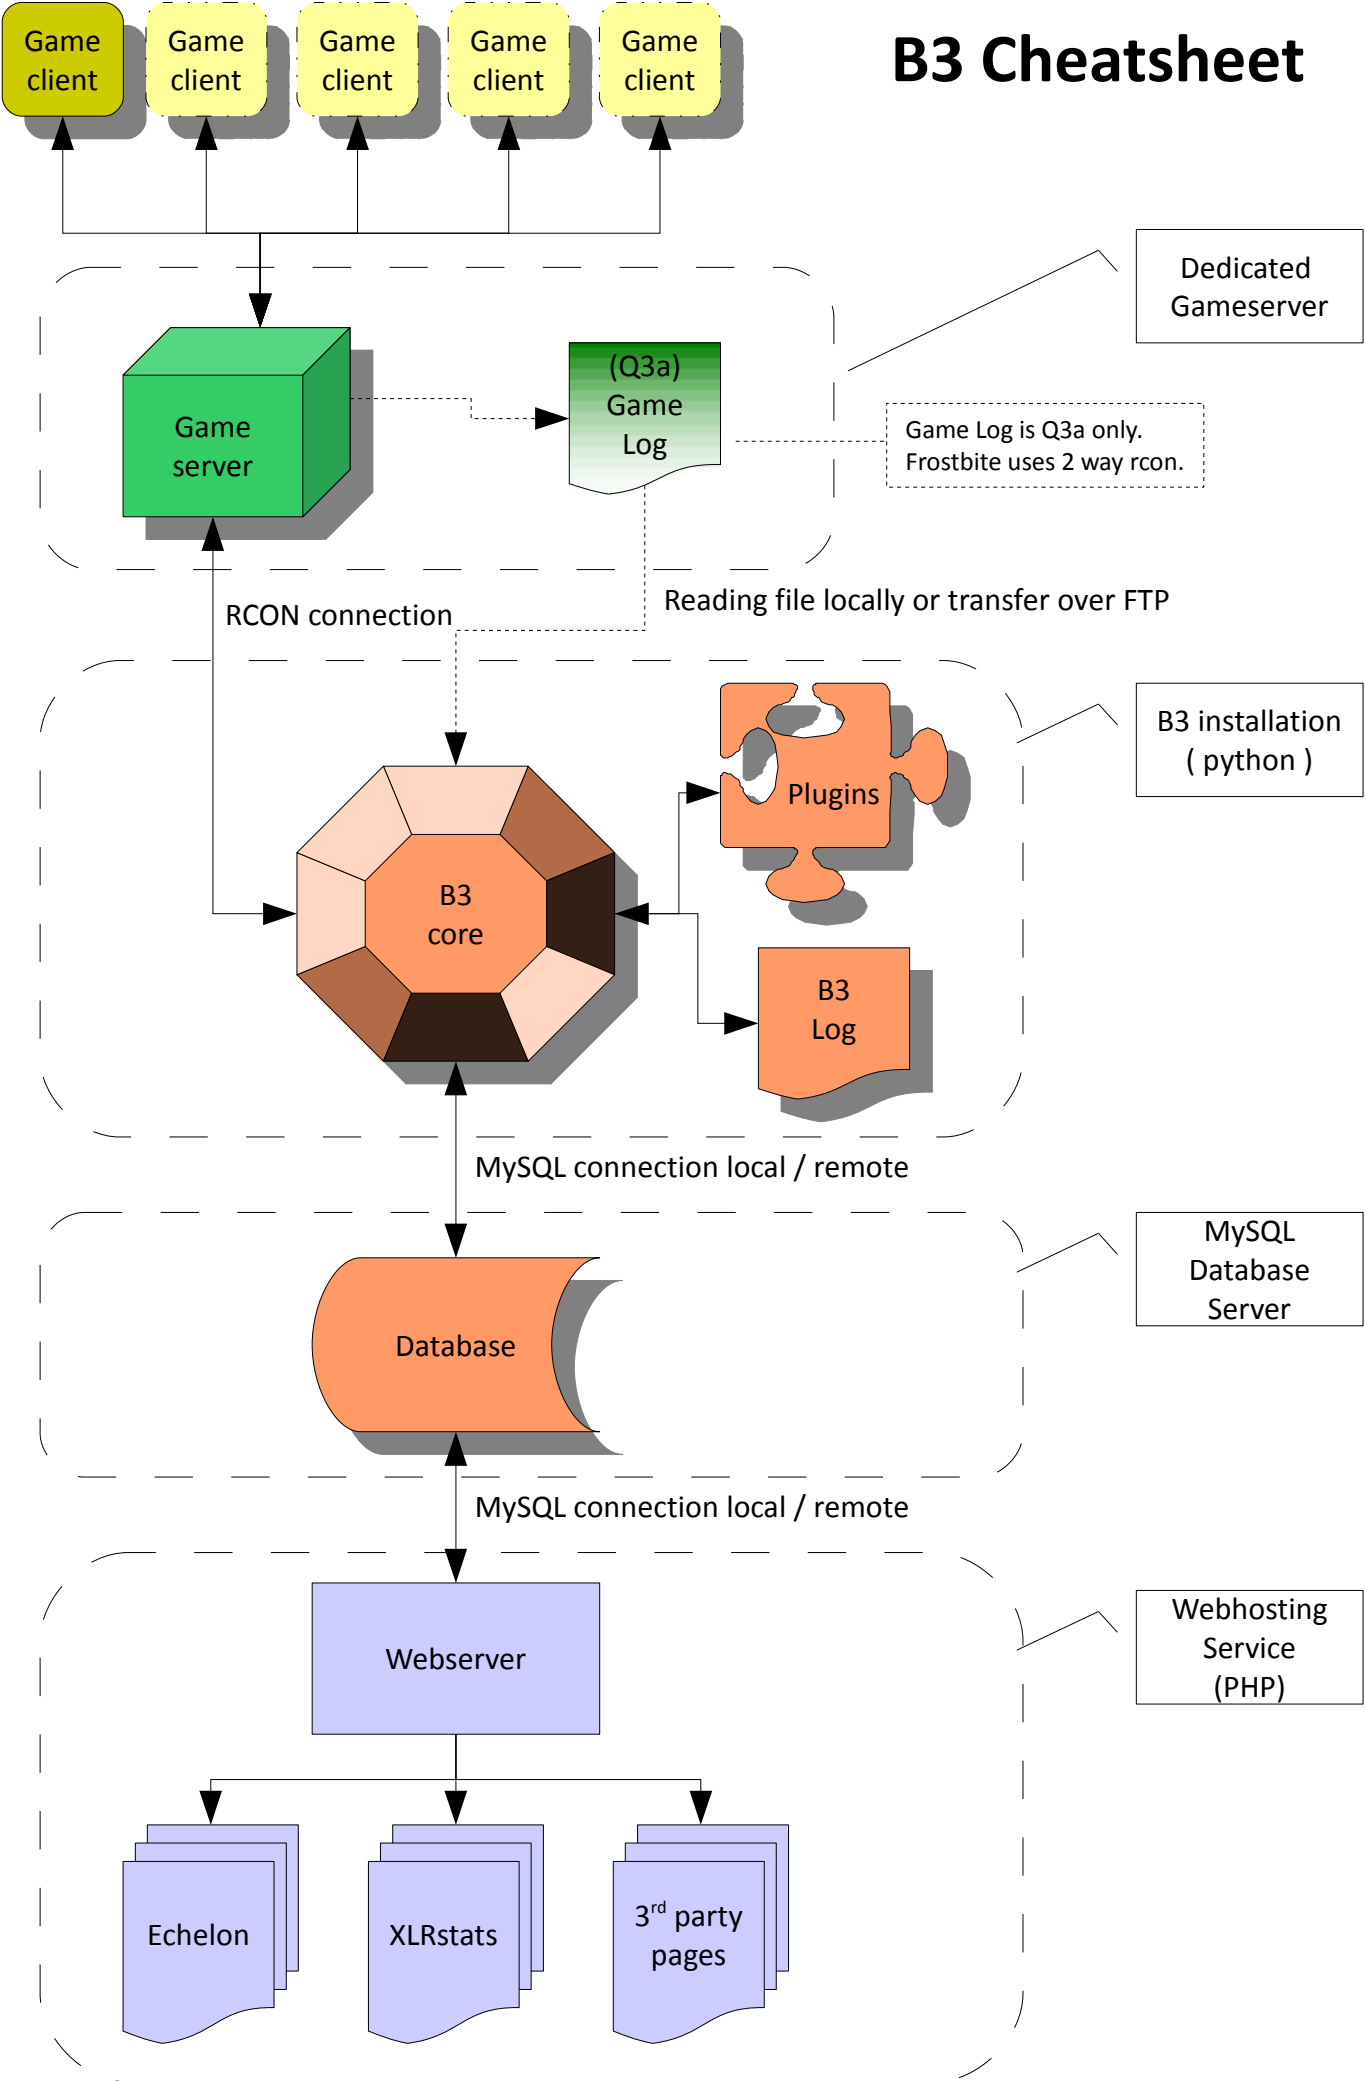 B3 Cheatsheet
Game
client
Game
client
Game
client
Game
client
Game
client
Dedicated
Gameserver
Game
server
(Q3a)
Game
Log
Game Log is Q3a only.
Frostbite uses 2 way rcon.
RCON connection
Reading file locally or transfer over FTP
B3 installation
( python )
Plugins
B3
core
B3
Log
MySQL connection local / remote
MySQL
Database
Server
Database
MySQL connection local / remote
Webhosting
Service
(PHP)
Webserver
Echelon
XLRstats
3rd party
pages